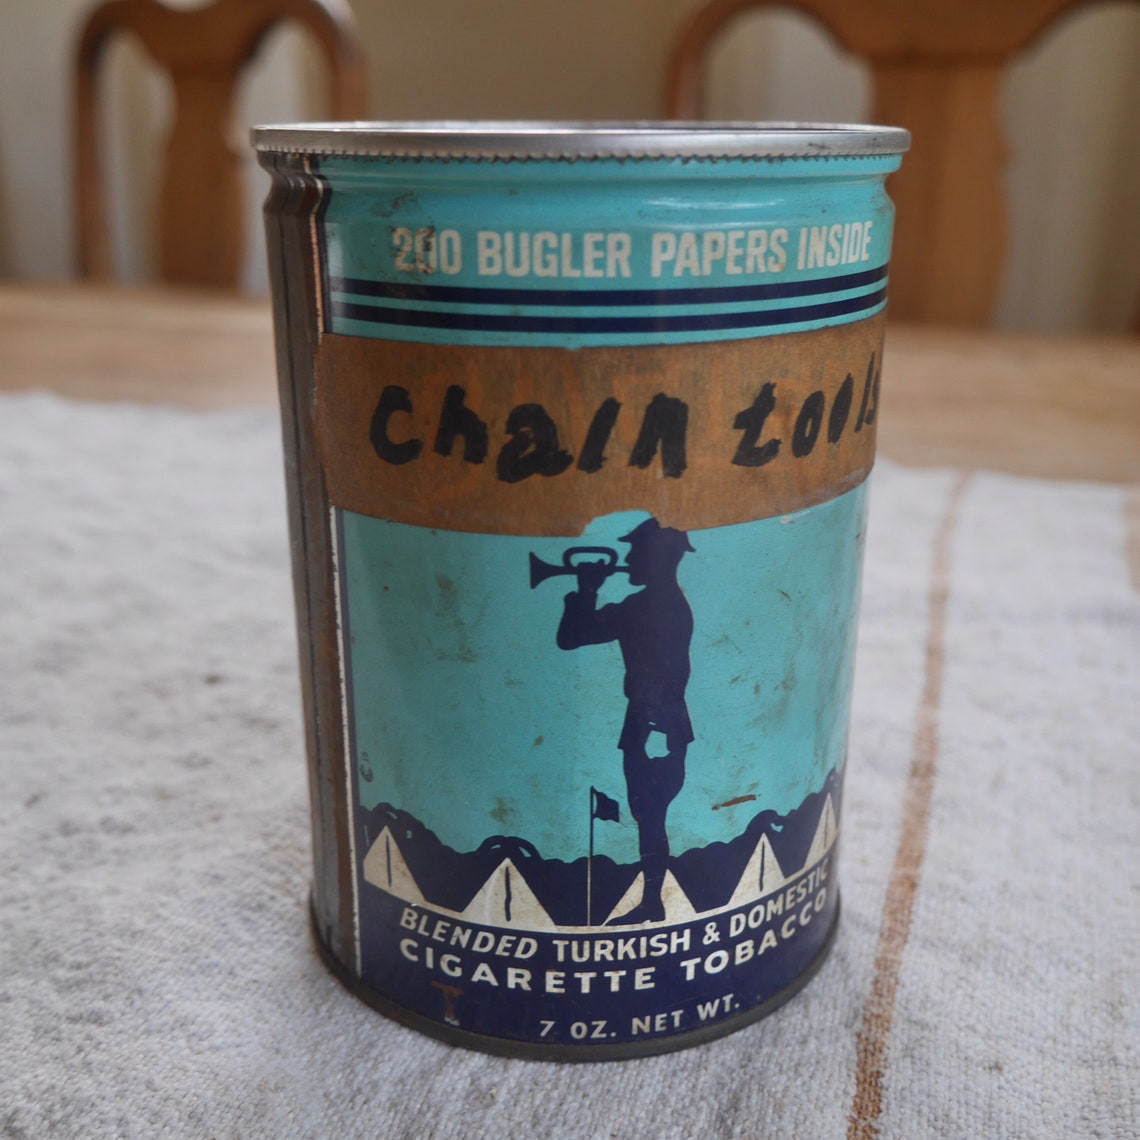 200 BUGLER PAPERS INSIDE
Chain tools
BLENDED TURKISH & DOMESTIC
CIGARETTE TOBACCO
7 OZ. NET WT.